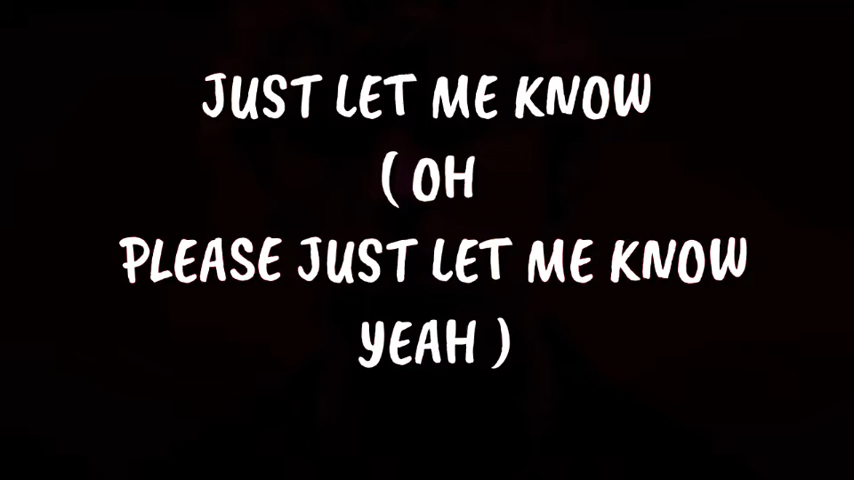 JUST LET ME KNOW
( OH
PLEASE JUST LET ME KNOW
YEAH )